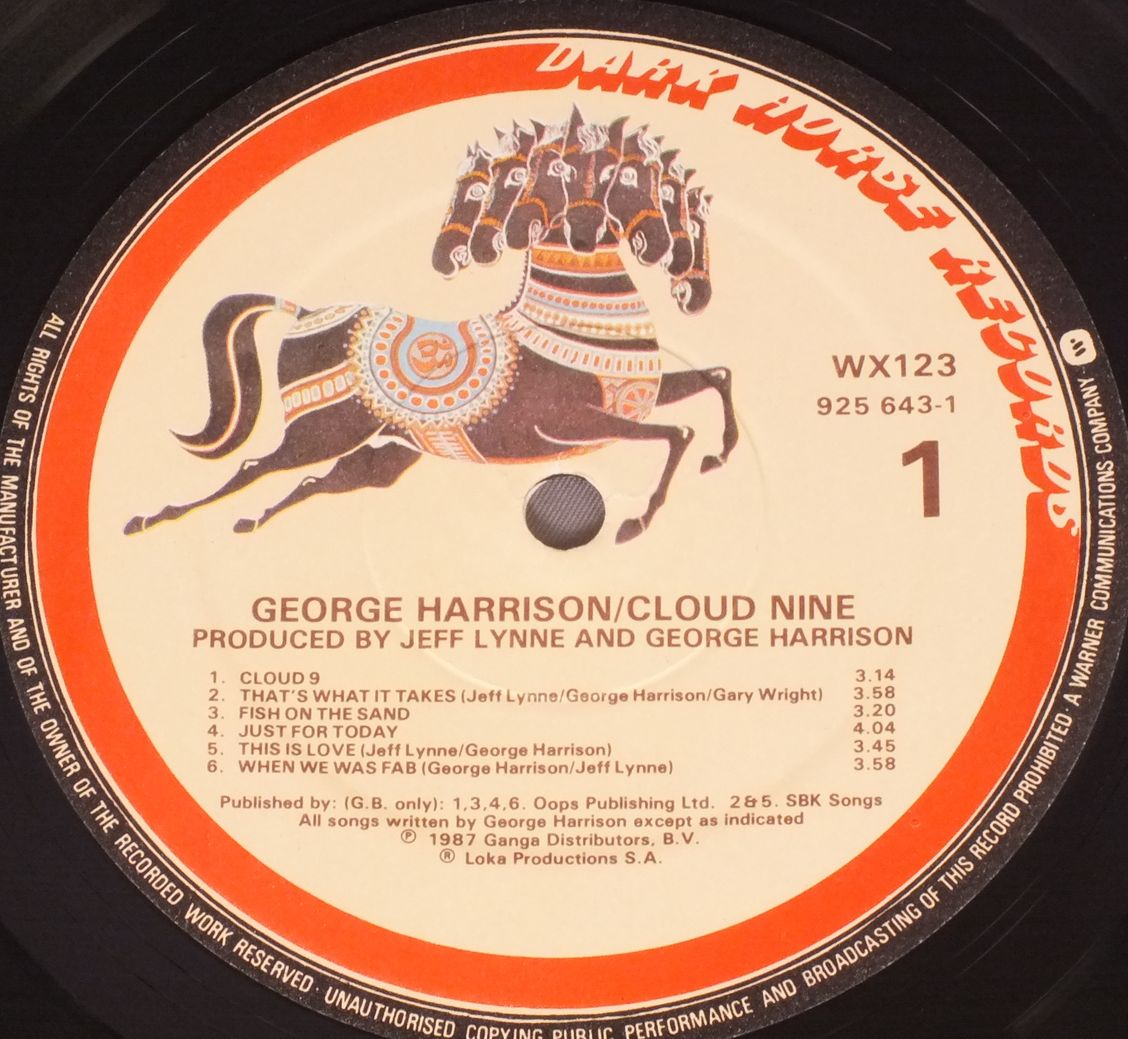 DARK HORSE RECORDS
WX123
925 643-1
1
GEORGE HARRISON/CLOUD NINE
PRODUCED BY JEFF LYNNE AND GEORGE HARRISON
1. CLOUD 9 3.14
2. THAT'S WHAT IT TAKES (Jeff Lynne/George Harrison/Gary Wright) 3.58
3. FISH ON THE SAND 3.20
4. JUST FOR TODAY 4.04
5. THIS IS LOVE (Jeff Lynne/George Harrison) 3.45
6. WHEN WE WAS FAB (George Harrison/Jeff Lynne) 3.58
Published by: (G.B. only): 1,3,4,6. Oops Publishing Ltd. 2&5. SBK Songs
All songs written by George Harrison except as indicated
℗ 1987 Ganga Distributors, B.V.
® Loka Productions S.A.
ALL RIGHTS OF THE MANUFACTURER AND OF THE OWNER OF THE RECORDED WORK RESERVED · UNAUTHORISED COPYING PUBLIC PERFORMANCE AND BROADCASTING OF THIS RECORD PROHIBITED · A WARNER COMMUNICATIONS COMPANY ·